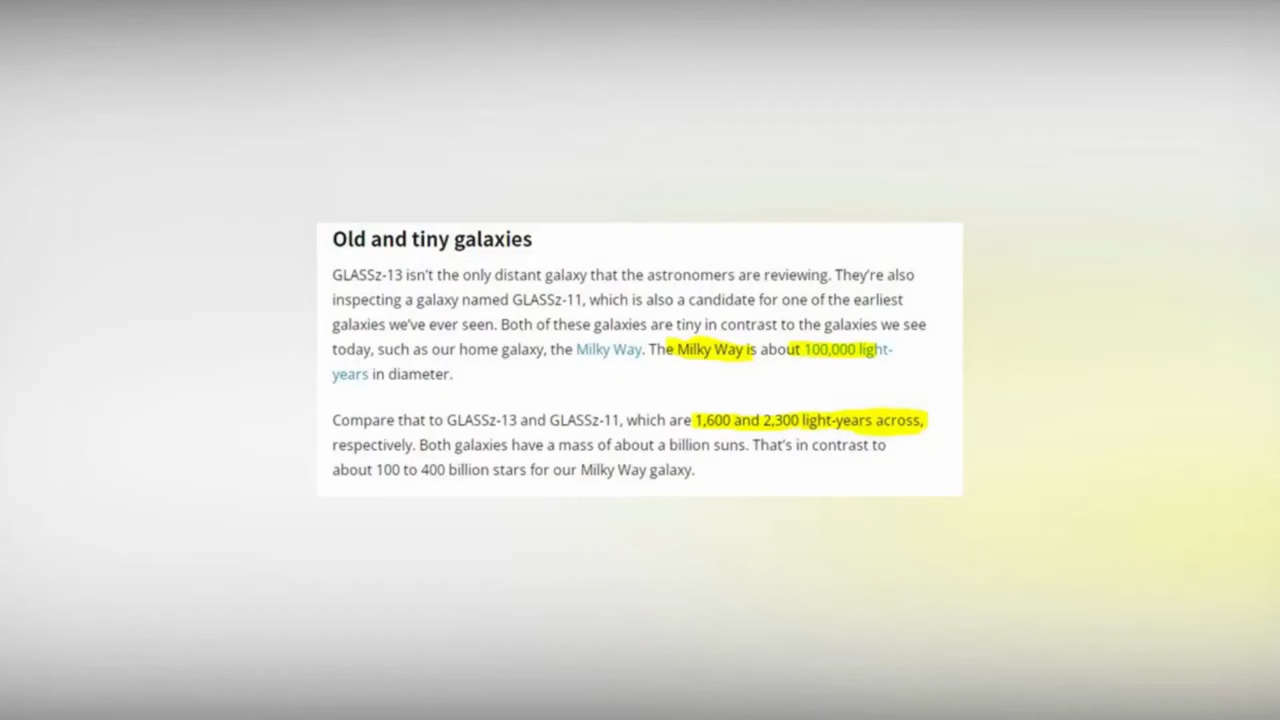 Old and tiny galaxies
GLASSz-13 isn't the only distant galaxy that the astronomers are reviewing. They're also
inspecting a galaxy named GLASSz-11, which is also a candidate for one of the earliest
galaxies we've ever seen. Both of these galaxies are tiny in contrast to the galaxies we see
today, such as our home galaxy, the Milky Way. The Milky Way is about 100,000 light-
years in diameter.
Compare that to GLASSz-13 and GLASSz-11, which are 1,600 and 2,300 light-years across,
respectively. Both galaxies have a mass of about a billion suns. That's in contrast to
about 100 to 400 billion stars for our Milky Way galaxy.